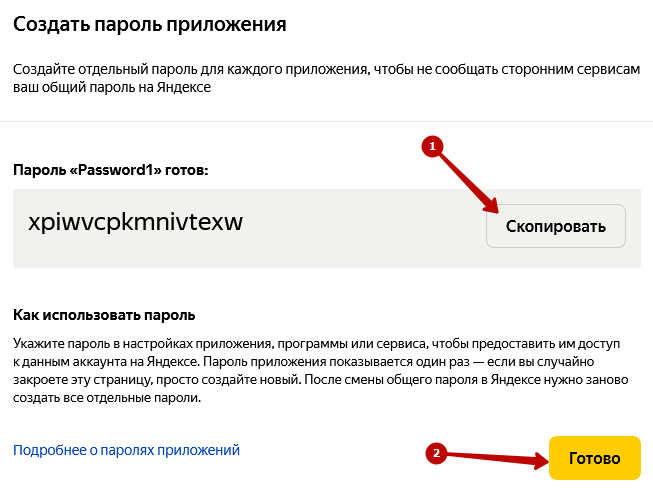 Создать пароль приложения
Создайте отдельный пароль для каждого приложения, чтобы не сообщать сторонним сервисам
ваш общий пароль на Яндексе
Пароль «Password1» готов:
1
xpiwvcpkmnivtexw
Скопировать
Как использовать пароль
Укажите пароль в настройках приложения, программы или сервиса, чтобы предоставить им доступ
к данным аккаунта на Яндексе. Пароль приложения показывается один раз — если вы случайно
закроете эту страницу, просто создайте новый. После смены общего пароля в Яндексе нужно заново
создать все отдельные пароли.
Подробнее о паролях приложений
2
Готово